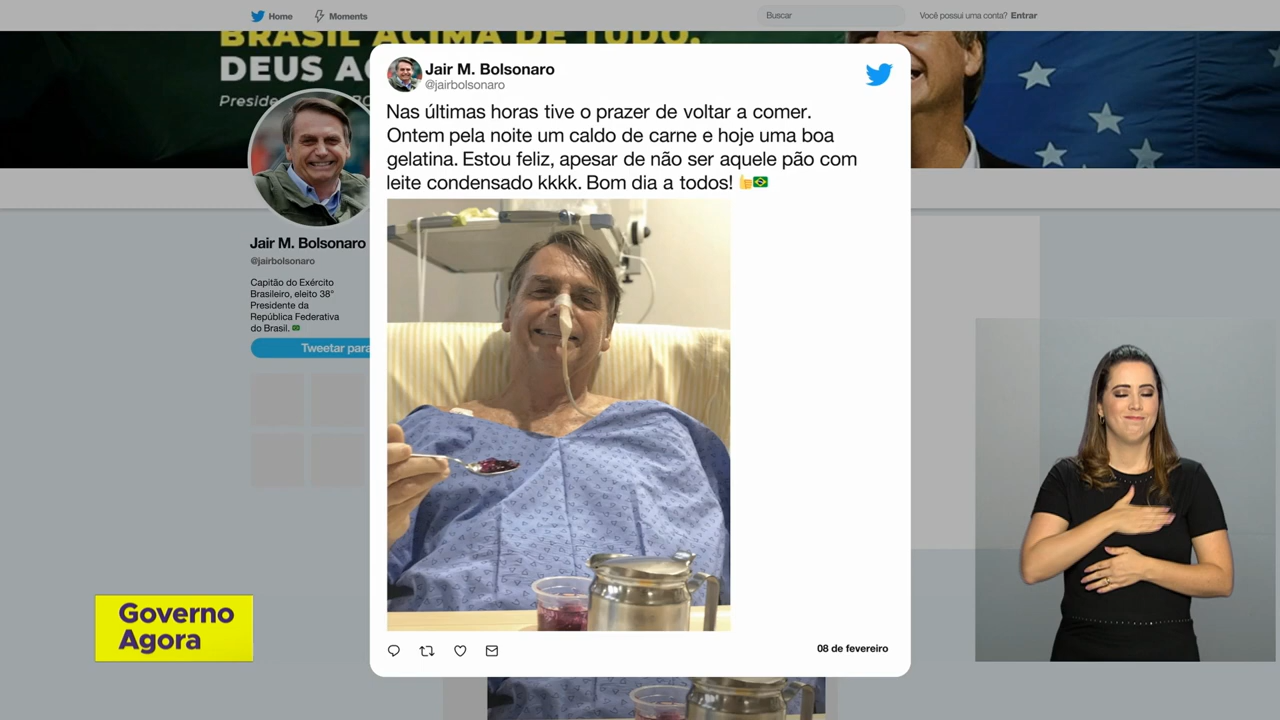 Home
Moments
Buscar
Você possui uma conta? Entrar
BRASIL ACIMA DE TUDO,
DEUS
Jair M. Bolsonaro
@jairbolsonaro
Nas últimas horas tive o prazer de voltar a comer.
Ontem pela noite um caldo de carne e hoje uma boa
gelatina. Estou feliz, apesar de não ser aquele pão com
leite condensado kkkk. Bom dia a todos! 👍🇧🇷
08 de fevereiro
Jair M. Bolsonaro
@jairbolsonaro
Capitão do Exército
Brasileiro, eleito 38°
Presidente da
República Federativa
do Brasil.
Tweetar para
Governo
Agora